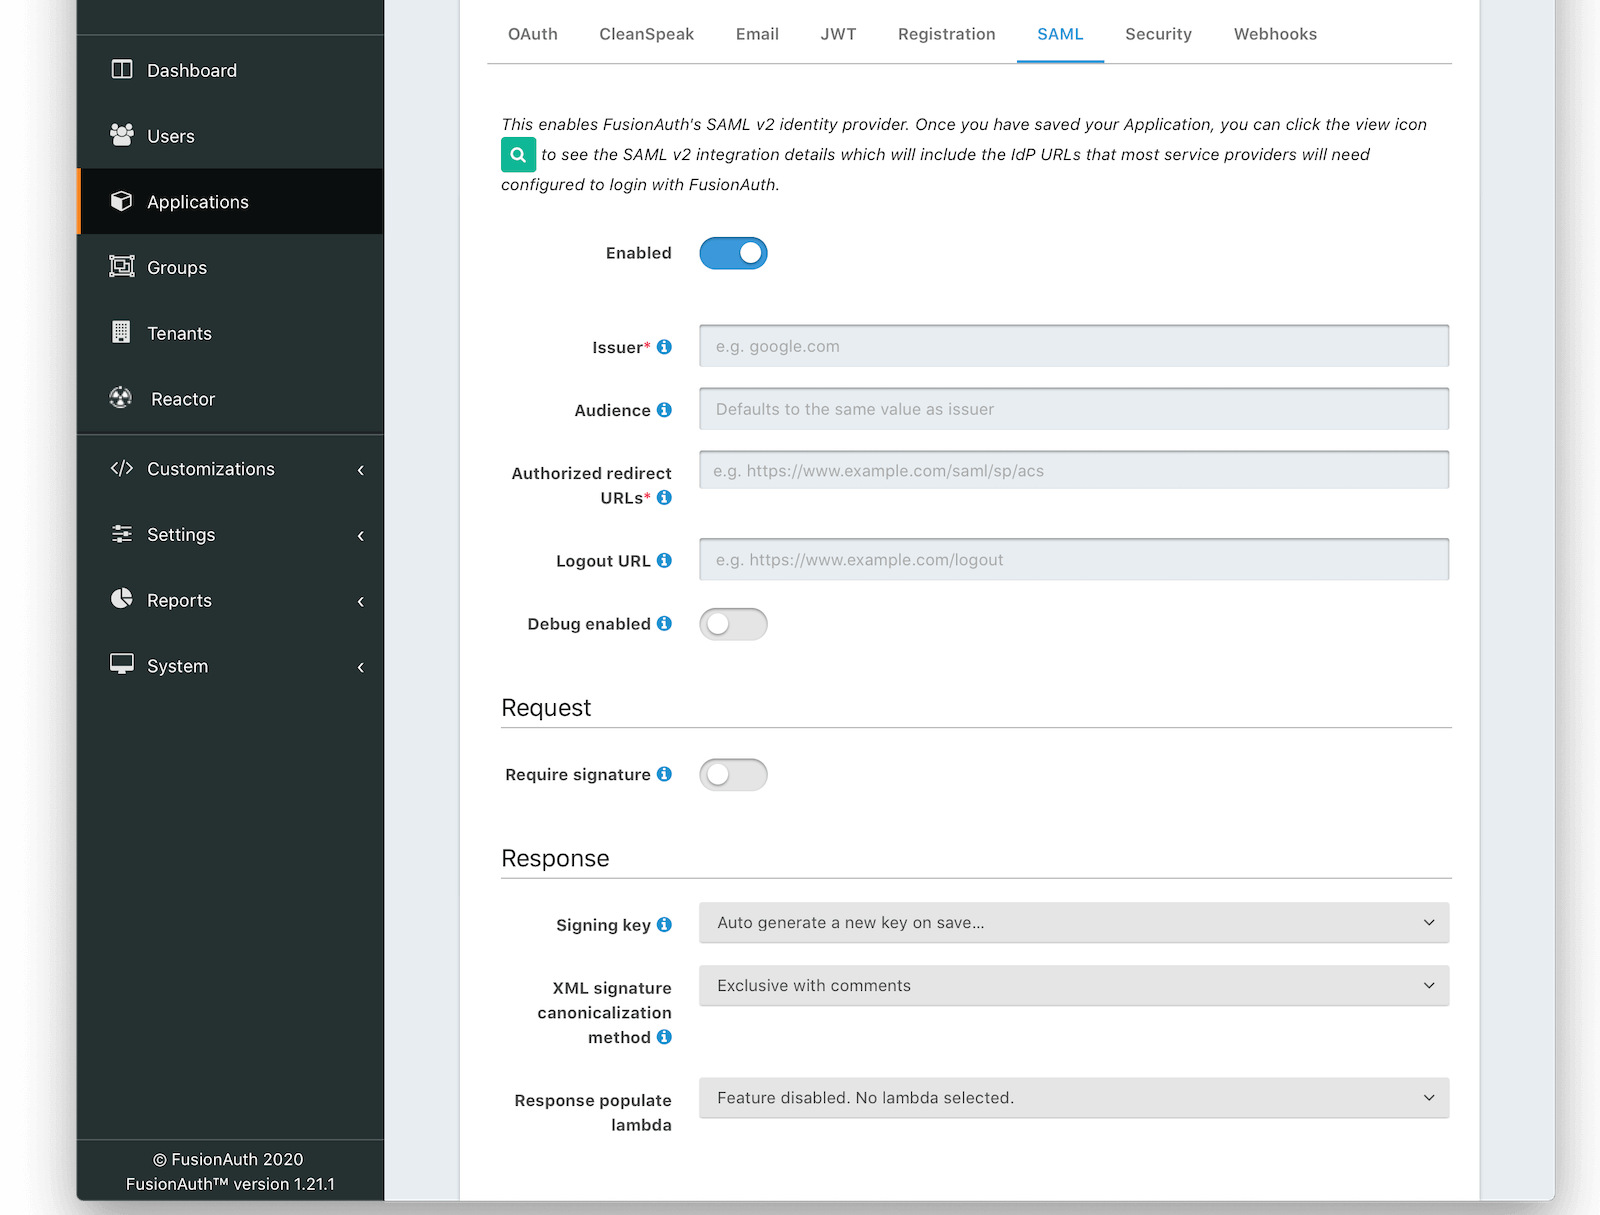 OAuth CleanSpeak Email JWT Registration SAML Security Webhooks
Dashboard
Users
Applications
Groups
Tenants
Reactor
Customizations
Settings
Reports
System
© FusionAuth 2020
FusionAuth™ version 1.21.1
This enables FusionAuth's SAML v2 identity provider. Once you have saved your Application, you can click the view icon
to see the SAML v2 integration details which will include the IdP URLs that most service providers will need
configured to login with FusionAuth.
Enabled
Issuer* e.g. google.com
Audience Defaults to the same value as issuer
Authorized redirect
URLs*
e.g. https://www.example.com/saml/sp/acs
Logout URL e.g. https://www.example.com/logout
Debug enabled
Request
Require signature
Response
Signing key Auto generate a new key on save...
XML signature
canonicalization
method
Exclusive with comments
Response populate
lambda
Feature disabled. No lambda selected.